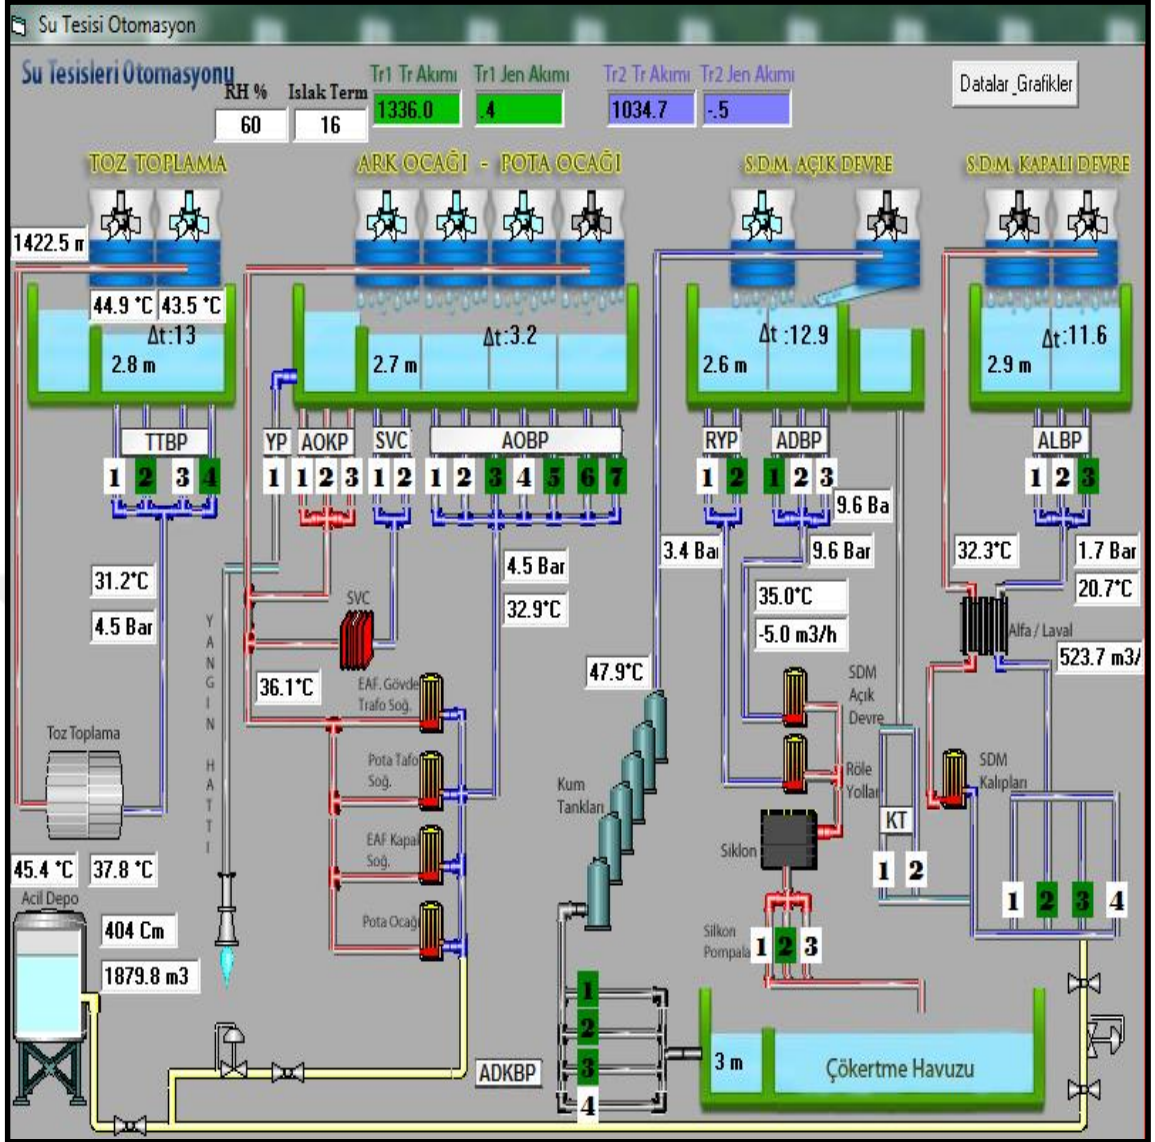 Su Tesisi Otomasyon
Su Tesisleri Otomasyonu
RH %
Islak Term
Tr1 Tr Akımı
Tr1 Jen Akımı
Tr2 Tr Akımı
Tr2 Jen Akımı
Datalar_Grafikler
60
16
1336.0
.4
1034.7
-.5
TOZ TOPLAMA
ARK OCAĞI - POTA OCAĞI
S.D.M. AÇIK DEVRE
S.D.M. KAPALI DEVRE
1422.5 m
44.9 °C
43.5 °C
Δt:13
2.8 m
Δt:3.2
2.7 m
Δt :12.9
2.6 m
Δt:11.6
2.9 m
TTBP
1 2 3 4
YP
1
AOKP
1 2 3
SVC
1 2
AOBP
1 2 3 4 5 6 7
RYP
1 2
ADBP
1 2 3
ALBP
1 2 3
9.6 Ba
31.2°C
4.5 Bar
4.5 Bar
32.9°C
3.4 Bar
9.6 Bar
35.0°C
-5.0 m3/h
32.3°C
1.7 Bar
20.7°C
SVC
YANGIN HATTI
Alfa / Laval
523.7 m3/
36.1°C
47.9°C
EAF. Gövde
Trafo Soğ.
SDM
Açık
Devre
Toz Toplama
Pota Tafo
Soğ.
Kum
Tankları
Röle
Yollar
SDM
Kalıpları
EAF Kapal
Soğ.
Siklon
KT
1 2
45.4 °C
37.8 °C
Acil Depo
404 Cm
1879.8 m3
Pota Ocağı
Silkon
Pompala
1 2 3
1 2 3 4
1
2
3
4
ADKBP
3 m
Çökertme Havuzu